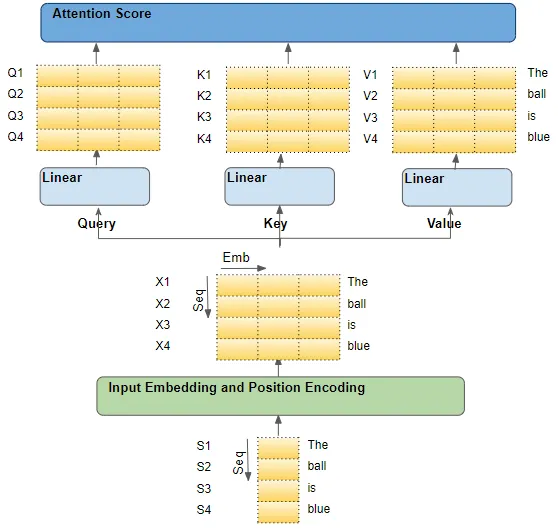 Attention Score
Q1 K1 V1 The
Q2 K2 V2 ball
Q3 K3 V3 is
Q4 K4 V4 blue
Linear Linear Linear
Query Key Value
Emb
Seq
X1 The
X2 ball
X3 is
X4 blue
Input Embedding and Position Encoding
Seq
S1 The
S2 ball
S3 is
S4 blue